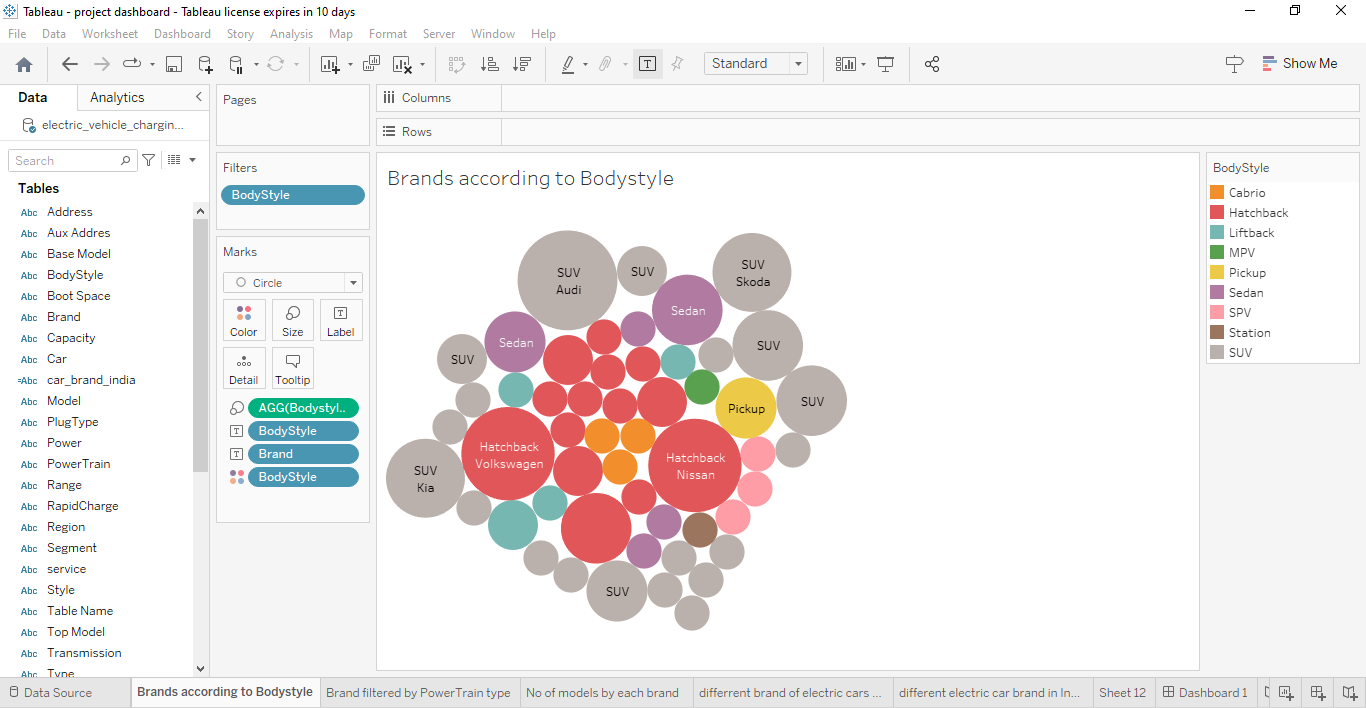 Tableau - project dashboard - Tableau license expires in 10 days
File Data Worksheet Dashboard Story Analysis Map Format Server Window Help
Standard
Show Me
Data Analytics
electric_vehicle_chargin...
Search
Tables
Abc Address
Abc Aux Addres
Abc Base Model
Abc BodyStyle
Abc Boot Space
Abc Brand
Abc Capacity
Abc Car
=Abc car_brand_india
Abc Model
Abc PlugType
Abc Power
Abc PowerTrain
Abc Range
Abc RapidCharge
Abc Region
Abc Segment
Abc service
Abc Style
Abc Table Name
Abc Top Model
Abc Transmission
Abc Type
Pages
Filters
BodyStyle
Marks
Circle
Color Size Label
Detail Tooltip
AGG(Bodystyl..
BodyStyle
Brand
BodyStyle
Columns
Rows
Brands according to Bodystyle
SUV
Audi
SUV
SUV
Skoda
Sedan
Sedan
SUV
SUV
SUV
Pickup
Hatchback
Volkswagen
Hatchback
Nissan
SUV
Kia
SUV
BodyStyle
Cabrio
Hatchback
Liftback
MPV
Pickup
Sedan
SPV
Station
SUV
Data Source Brands according to Bodystyle Brand filtered by PowerTrain type No of models by each brand differrent brand of electric cars ... different electric car brand in In... Sheet 12 Dashboard 1